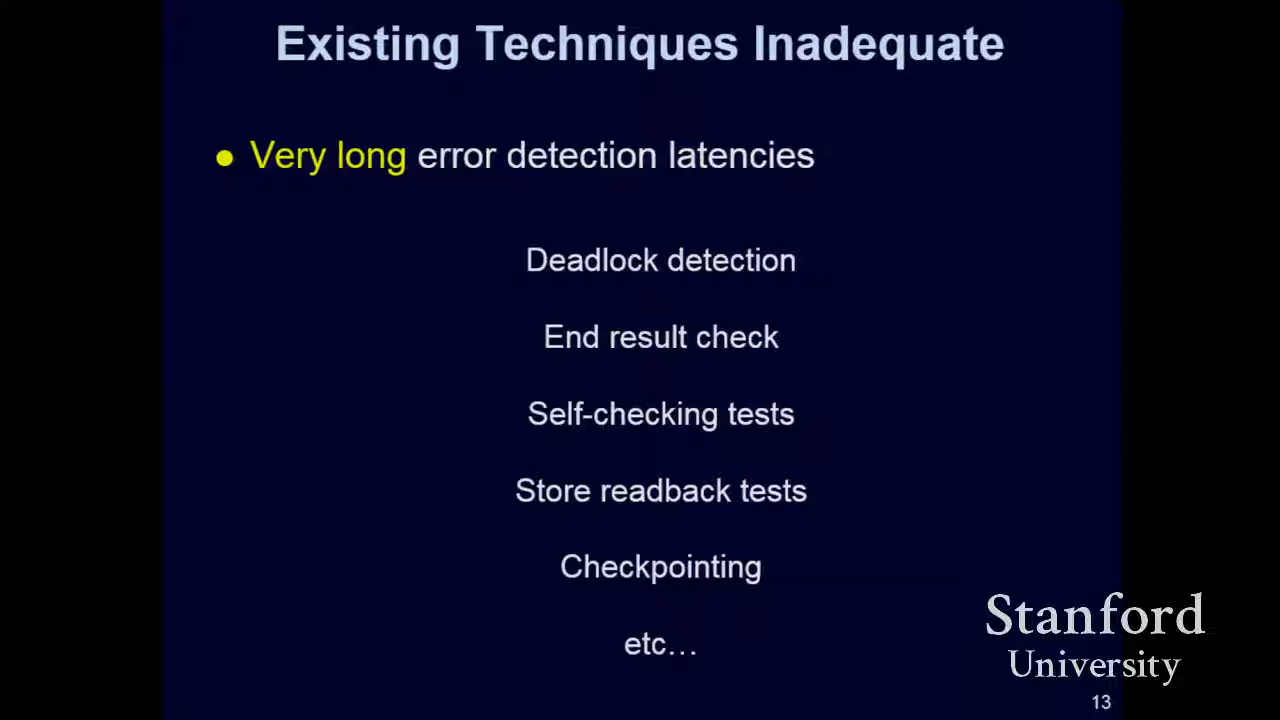 Existing Techniques Inadequate
● Very long error detection latencies
Deadlock detection
End result check
Self-checking tests
Store readback tests
Checkpointing
etc…
Stanford
University
13